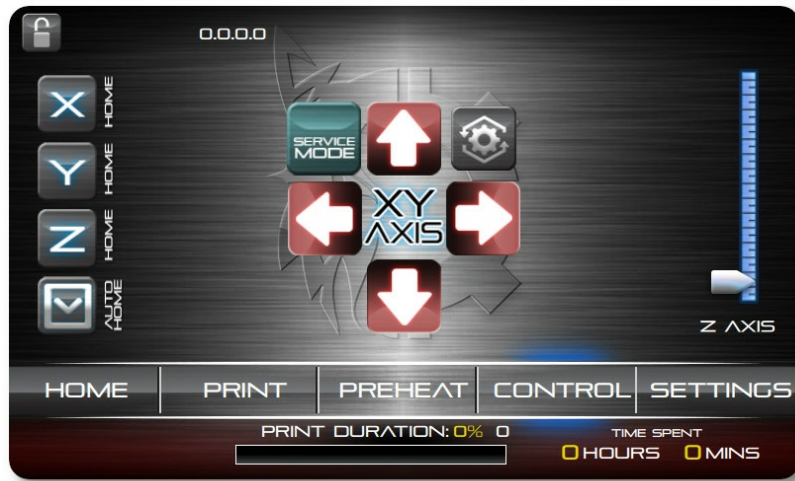 0.0.0.0
X HOME
Y HOME
Z HOME
AUTO HOME
SERVICE
MODE
XY
AXIS
Z AXIS
HOME PRINT PREHEAT CONTROL SETTINGS
PRINT DURATION: 0% 0
TIME SPENT
0 HOURS 0 MINS